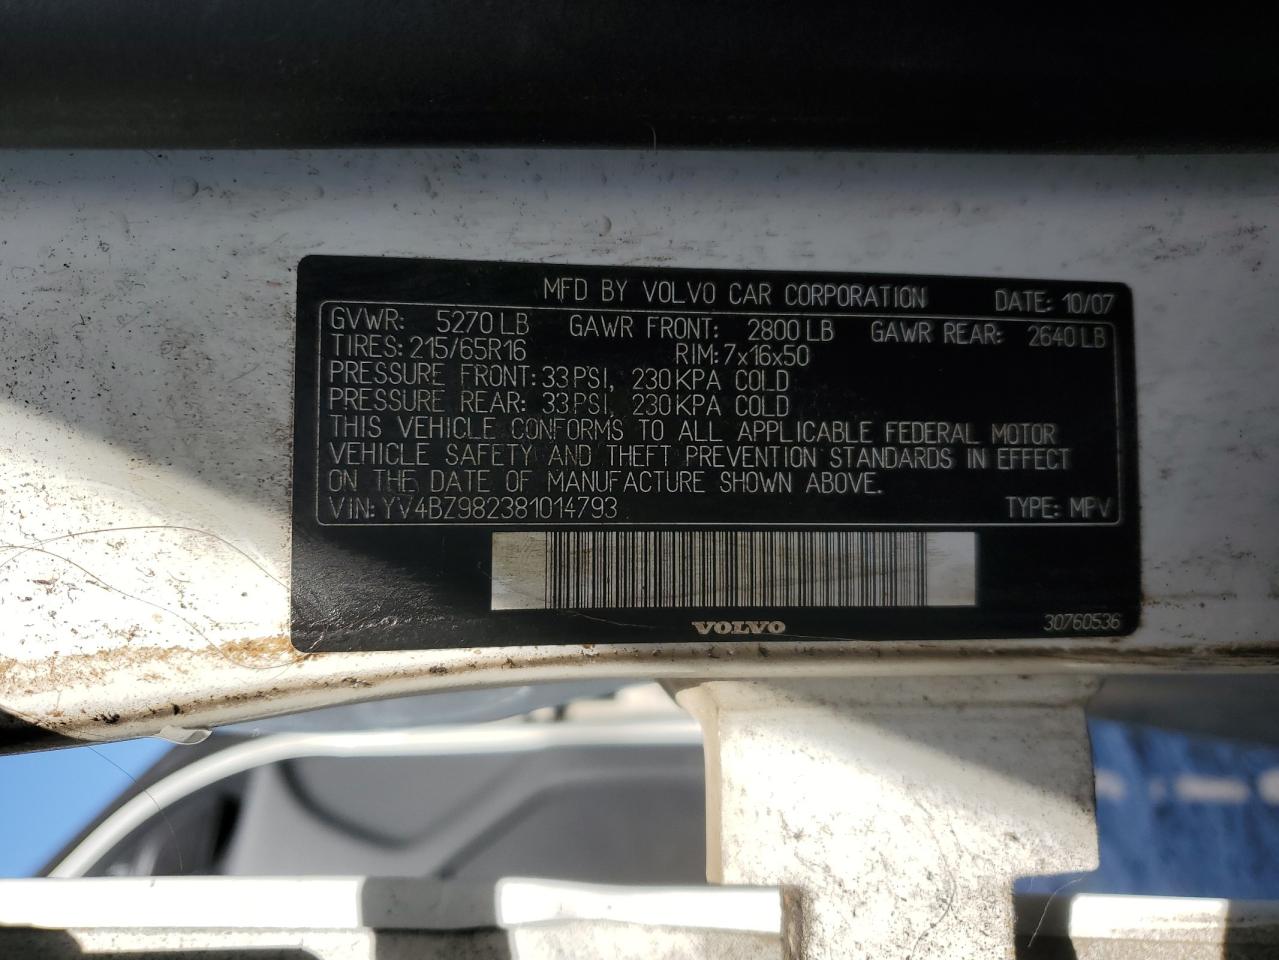 MFD BY VOLVO CAR CORPORATION DATE: 10/07
GVWR: 5270 LB GAWR FRONT: 2800 LB GAWR REAR: 2640 LB
TIRES: 215/65R16 RIM: 7x16x50
PRESSURE FRONT: 33 PSI, 230 KPA COLD
PRESSURE REAR: 33 PSI, 230 KPA COLD
THIS VEHICLE CONFORMS TO ALL APPLICABLE FEDERAL MOTOR
VEHICLE SAFETY AND THEFT PREVENTION STANDARDS IN EFFECT
ON THE DATE OF MANUFACTURE SHOWN ABOVE.
VIN: YV4BZ982381014793 TYPE: MPV
VOLVO 30760536